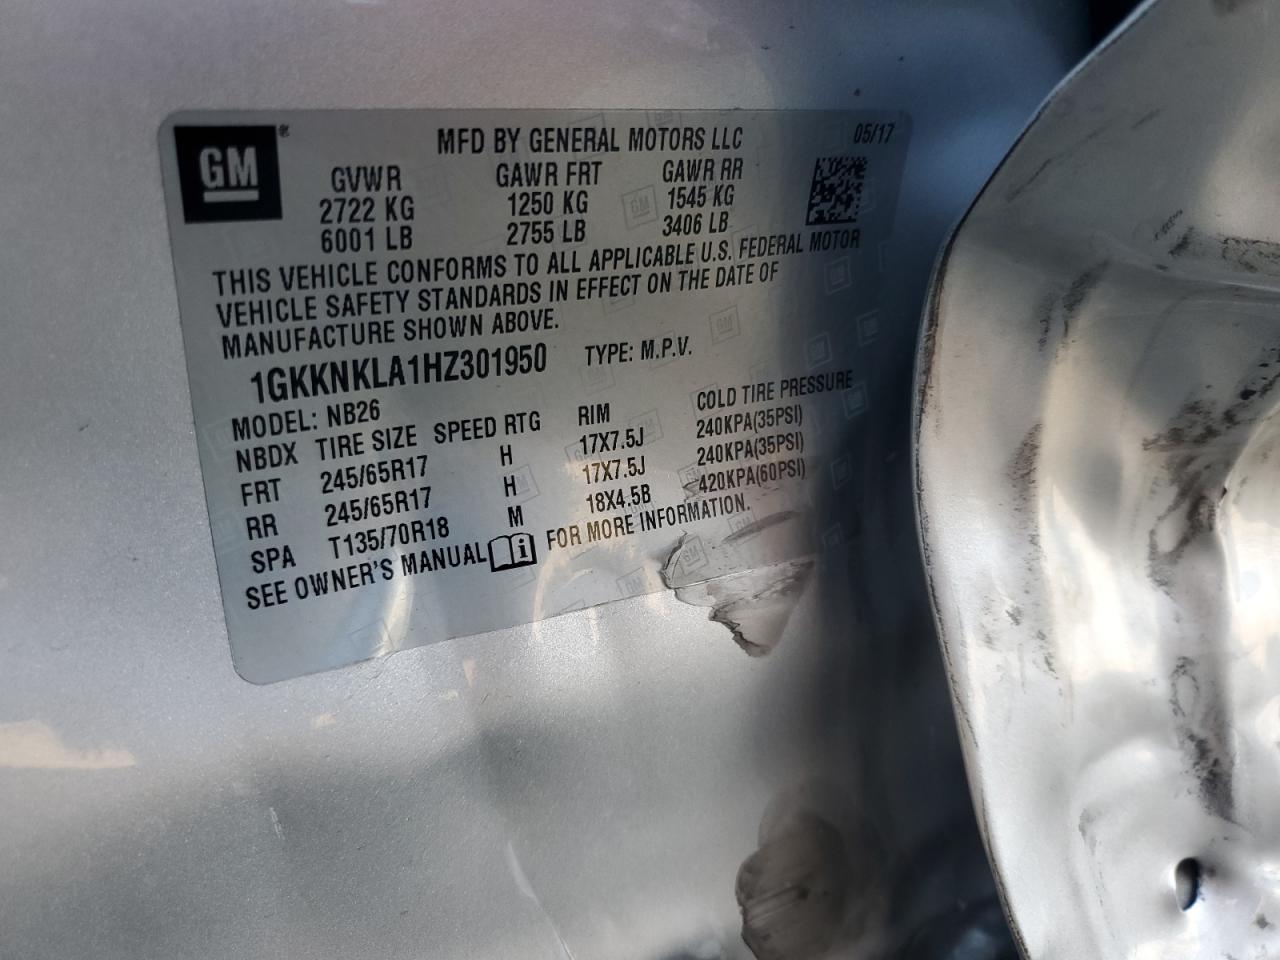 GM®
MFD BY GENERAL MOTORS LLC 05/17
GVWR GAWR FRT GAWR RR
2722 KG 1250 KG 1545 KG
6001 LB 2755 LB 3406 LB
THIS VEHICLE CONFORMS TO ALL APPLICABLE U.S. FEDERAL MOTOR
VEHICLE SAFETY STANDARDS IN EFFECT ON THE DATE OF
MANUFACTURE SHOWN ABOVE.
1GKKNKLA1HZ301950 TYPE: M.P.V.
MODEL: NB26
NBDX TIRE SIZE SPEED RTG RIM COLD TIRE PRESSURE
FRT 245/65R17 H 17X7.5J 240KPA(35PSI)
RR 245/65R17 H 17X7.5J 240KPA(35PSI)
SPA T135/70R18 M 18X4.5B 420KPA(60PSI)
SEE OWNER'S MANUAL FOR MORE INFORMATION.